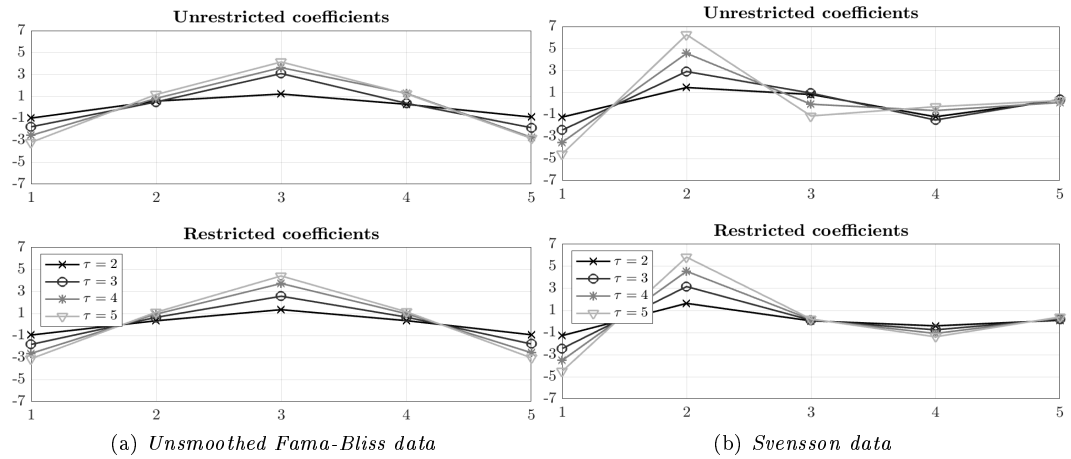 Unrestricted coefficients
7
5
3
1
-1
-3
-5
-7
1 2 3 4 5
Restricted coefficients
7
5
3
1
-1
-3
-5
-7
τ = 2
τ = 3
τ = 4
τ = 5
1 2 3 4 5
(a) Unsmoothed Fama-Bliss data
Unrestricted coefficients
7
5
3
1
-1
-3
-5
-7
1 2 3 4 5
Restricted coefficients
7
5
3
1
-1
-3
-5
-7
τ = 2
τ = 3
τ = 4
τ = 5
1 2 3 4 5
(b) Svensson data